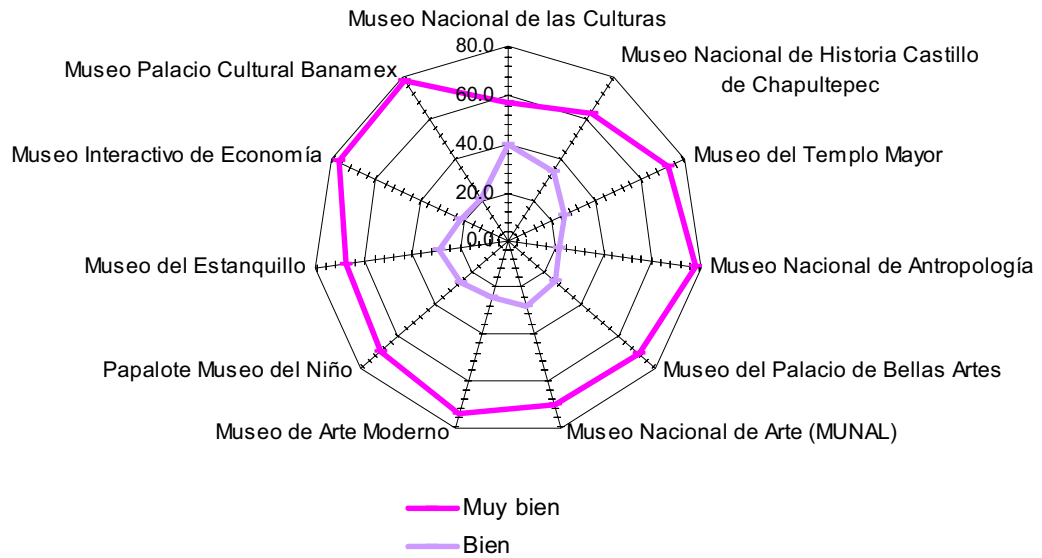 Museo Nacional de las Culturas
80.0
Museo Nacional de Historia Castillo
de Chapultepec
Museo Palacio Cultural Banamex
60.0
Museo Interactivo de Economía
40.0
Museo del Templo Mayor
20.0
0.0
Museo del Estanquillo
Museo Nacional de Antropología
Papalote Museo del Niño
Museo del Palacio de Bellas Artes
Museo de Arte Moderno
Museo Nacional de Arte (MUNAL)
Muy bien
Bien